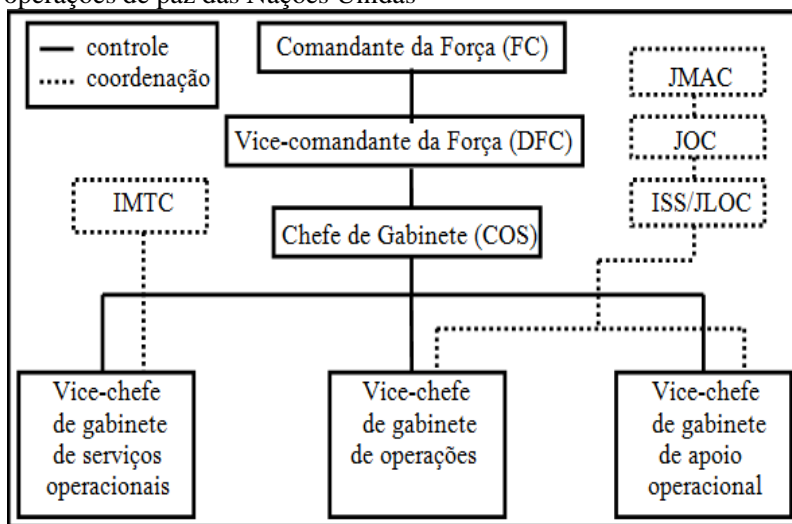 operações de paz das Nações Unidas
controle
coordenação
Comandante da Força (FC)
JMAC
Vice-comandante da Força (DFC)
JOC
IMTC
ISS/JLOC
Chefe de Gabinete (COS)
Vice-chefe
de gabinete
de serviços
operacionais
Vice-chefe
de gabinete
de operações
Vice-chefe
de gabinete
de apoio
operacional